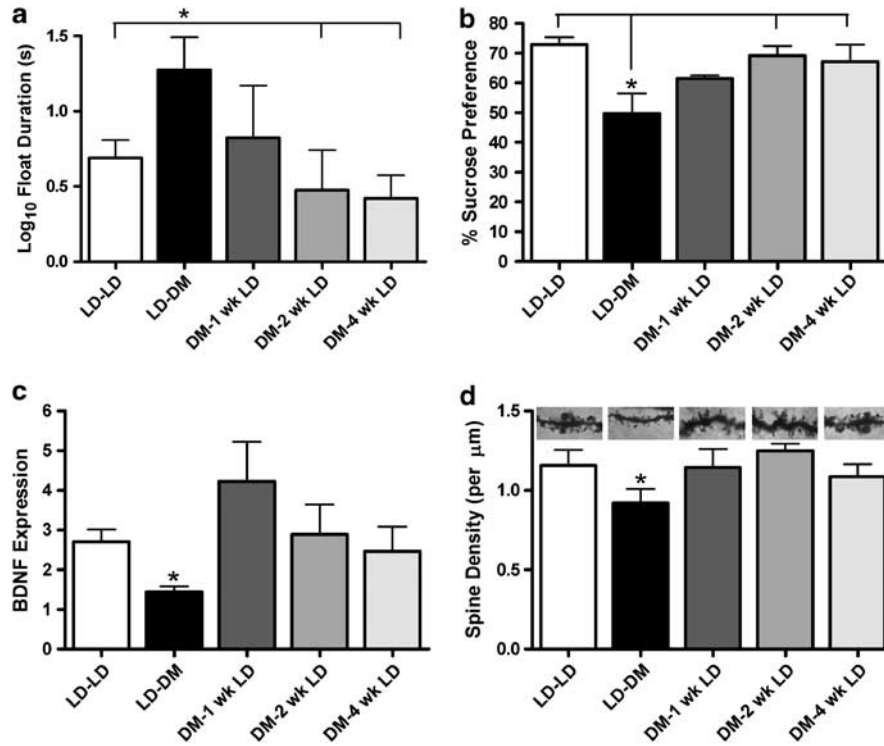 a
*
Log10 Float Duration (s)
1.5
1.0
0.5
0.0
LD-LD
LD-DM
DM-1 wk LD
DM-2 wk LD
DM-4 wk LD
b
*
% Sucrose Preference
80
70
60
50
40
30
20
10
0
LD-LD
LD-DM
DM-1 wk LD
DM-2 wk LD
DM-4 wk LD
c
*
BDNF Expression
6
5
4
3
2
1
0
LD-LD
LD-DM
DM-1 wk LD
DM-2 wk LD
DM-4 wk LD
d
*
Spine Density (per μm)
1.5
1.0
0.5
0.0
LD-LD
LD-DM
DM-1 wk LD
DM-2 wk LD
DM-4 wk LD